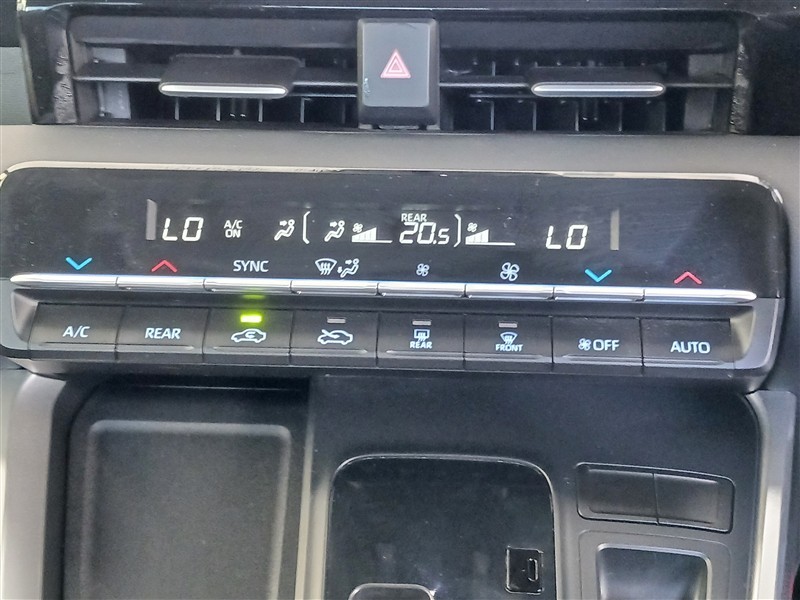 LO A/C ON REAR 20.5 LO
SYNC
A/C REAR REAR FRONT OFF AUTO